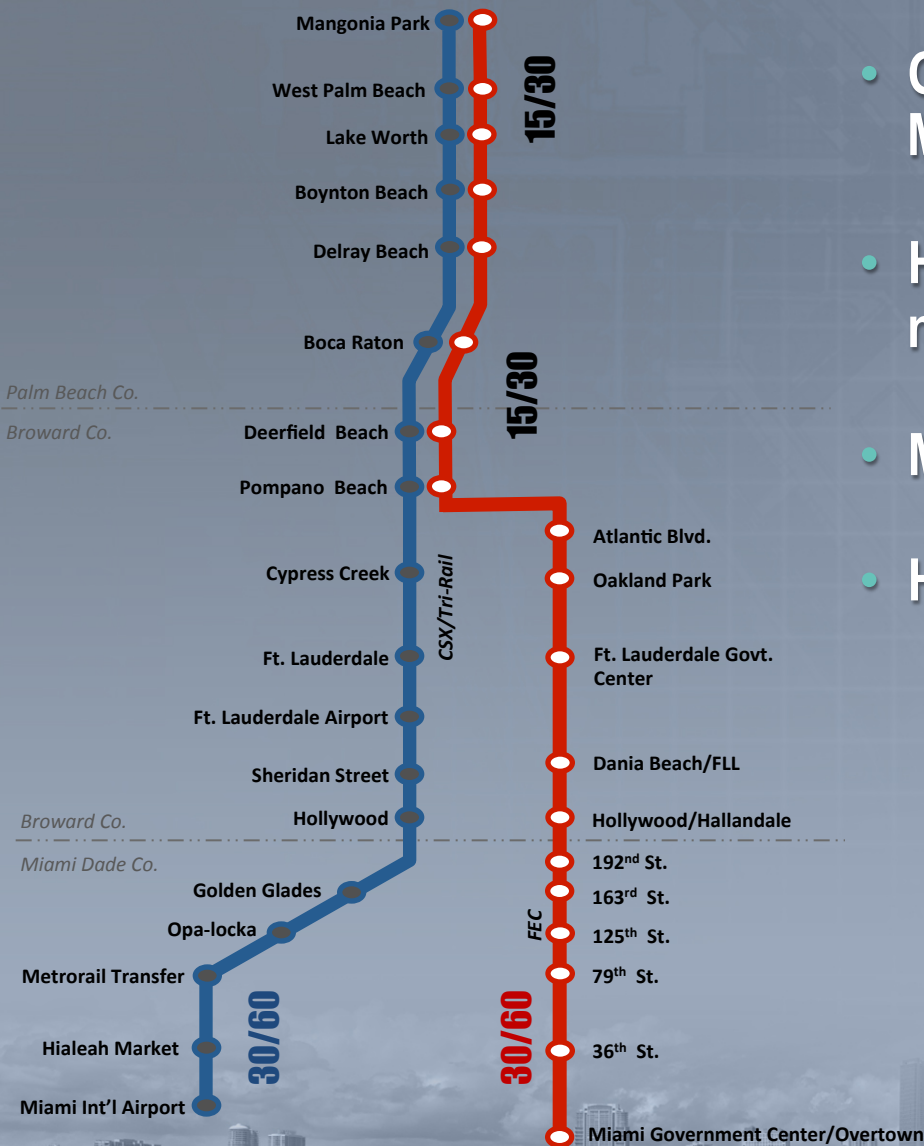 Mangonia Park
15/30
West Palm Beach
Lake Worth
Boynton Beach
Delray Beach
Boca Raton
15/30
Palm Beach Co.
Broward Co.
Deerfield Beach
Pompano Beach
Atlantic Blvd.
Cypress Creek
Oakland Park
CSX/Tri-Rail
Ft. Lauderdale
Ft. Lauderdale Govt.
Center
Ft. Lauderdale Airport
Dania Beach/FLL
Sheridan Street
Hollywood
Hollywood/Hallandale
Broward Co.
Miami Dade Co.
192nd St.
Golden Glades
163rd St.
FEC
Opa-locka
125th St.
Metrorail Transfer
79th St.
30/60
30/60
Hialeah Market
36th St.
Miami Int'l Airport
Miami Government Center/Overtown